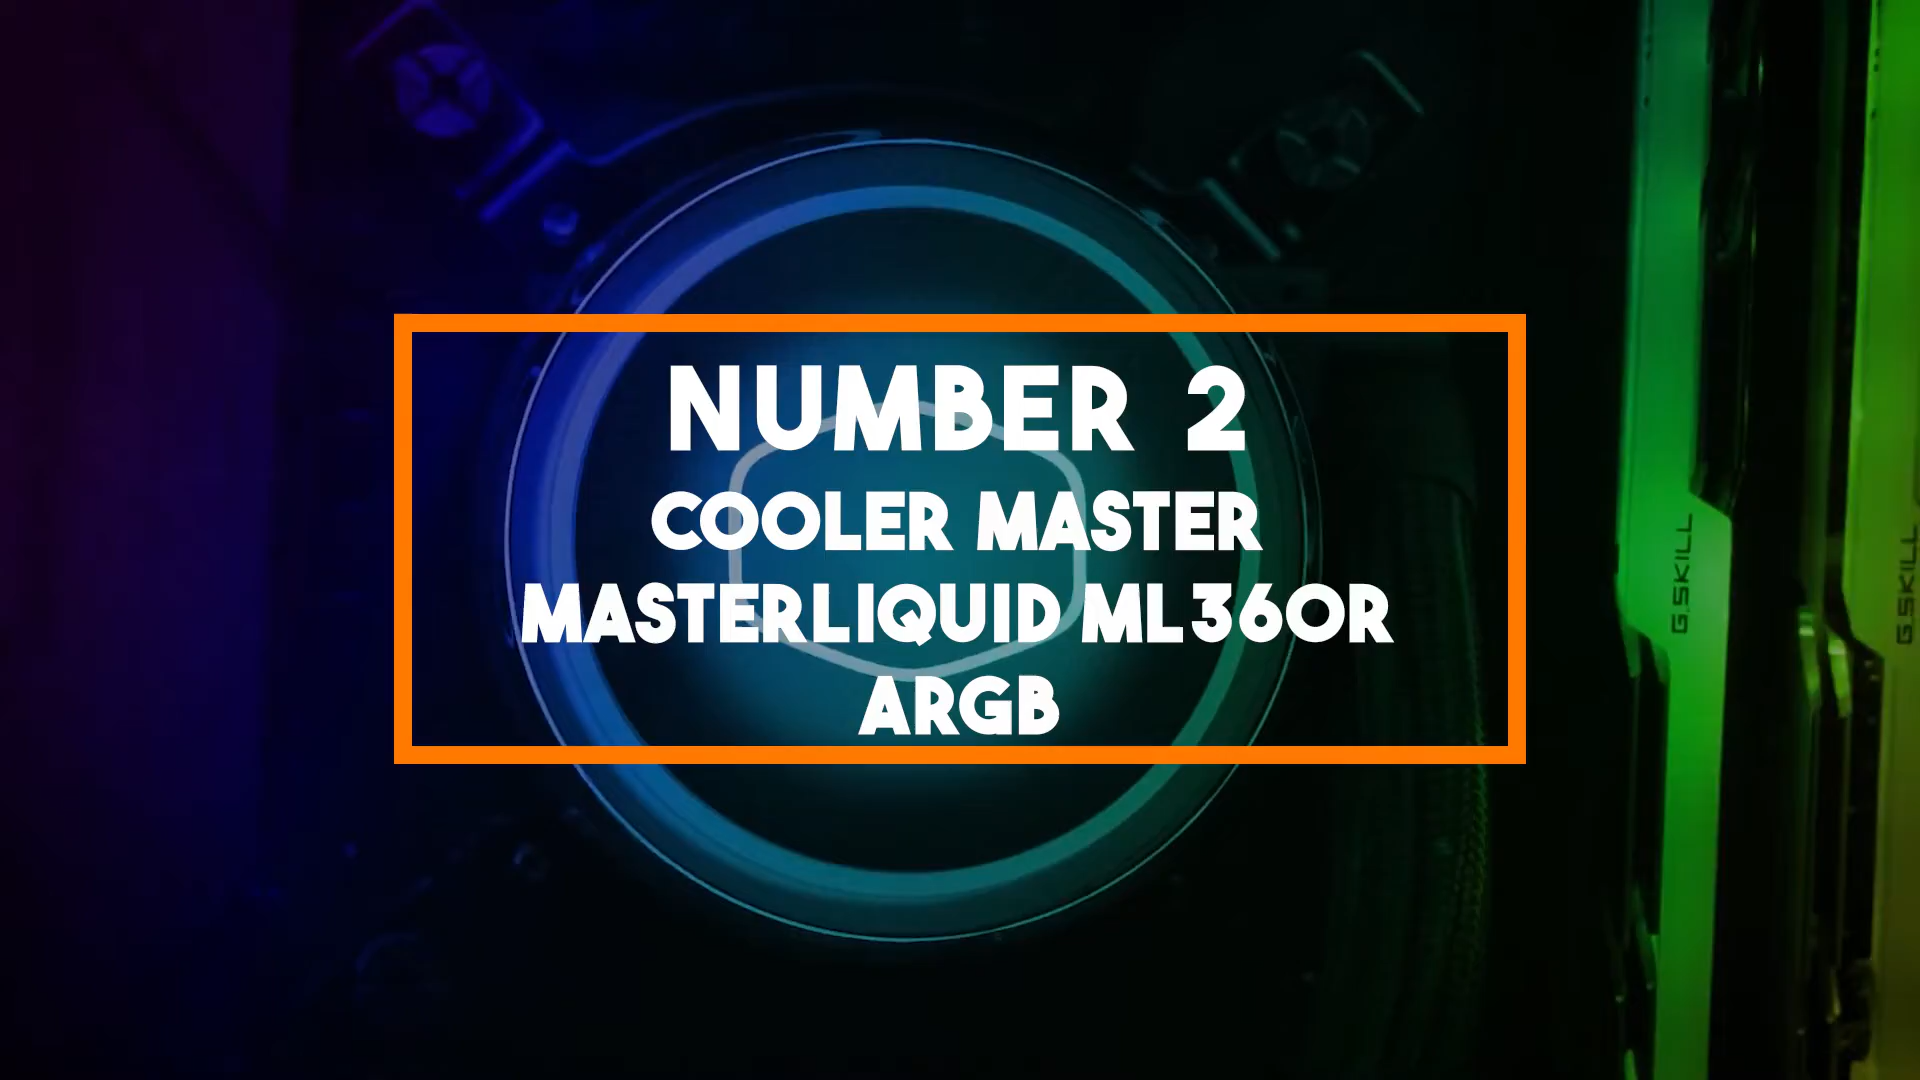 NUMBER 2
COOLER MASTER
MASTERLIQUID ML360R
ARGB
G.SKILL
G.SKILL